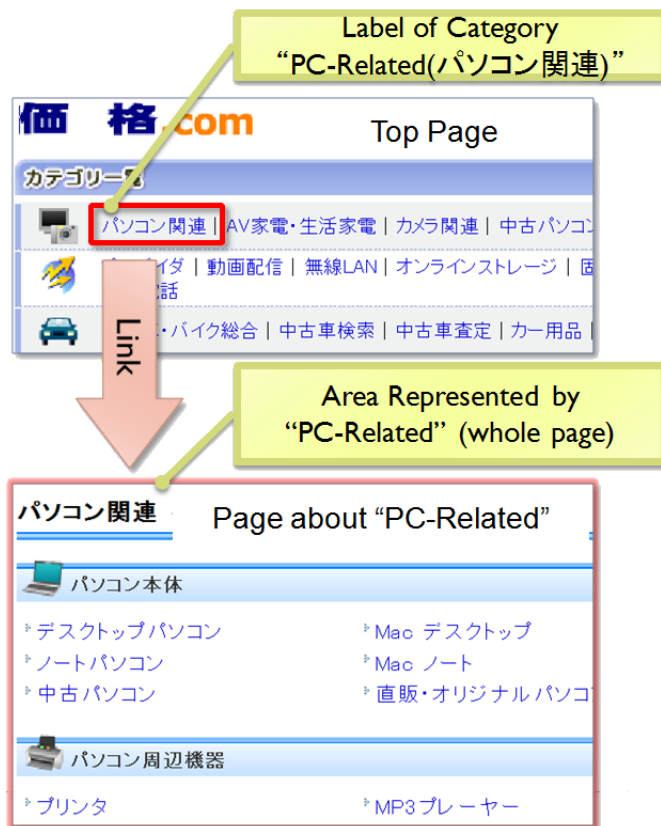 Label of Category
“PC-Related(パソコン関連)”
価格.com
Top Page
カテゴリ一覧
パソコン関連 | AV家電・生活家電 | カメラ関連 | 中古パソコン
イダ | 動画配信 | 無線LAN | オンラインストレージ |
電話
・バイク総合 | 中古車検索 | 中古車査定 | カー用品 |
Link
Area Represented by
“PC-Related” (whole page)
パソコン関連
Page about “PC-Related”
パソコン本体
デスクトップパソコン
Mac デスクトップ
ノートパソコン
Mac ノート
中古パソコン
直販・オリジナルパソコ
パソコン周辺機器
プリンタ
MP3プレーヤー